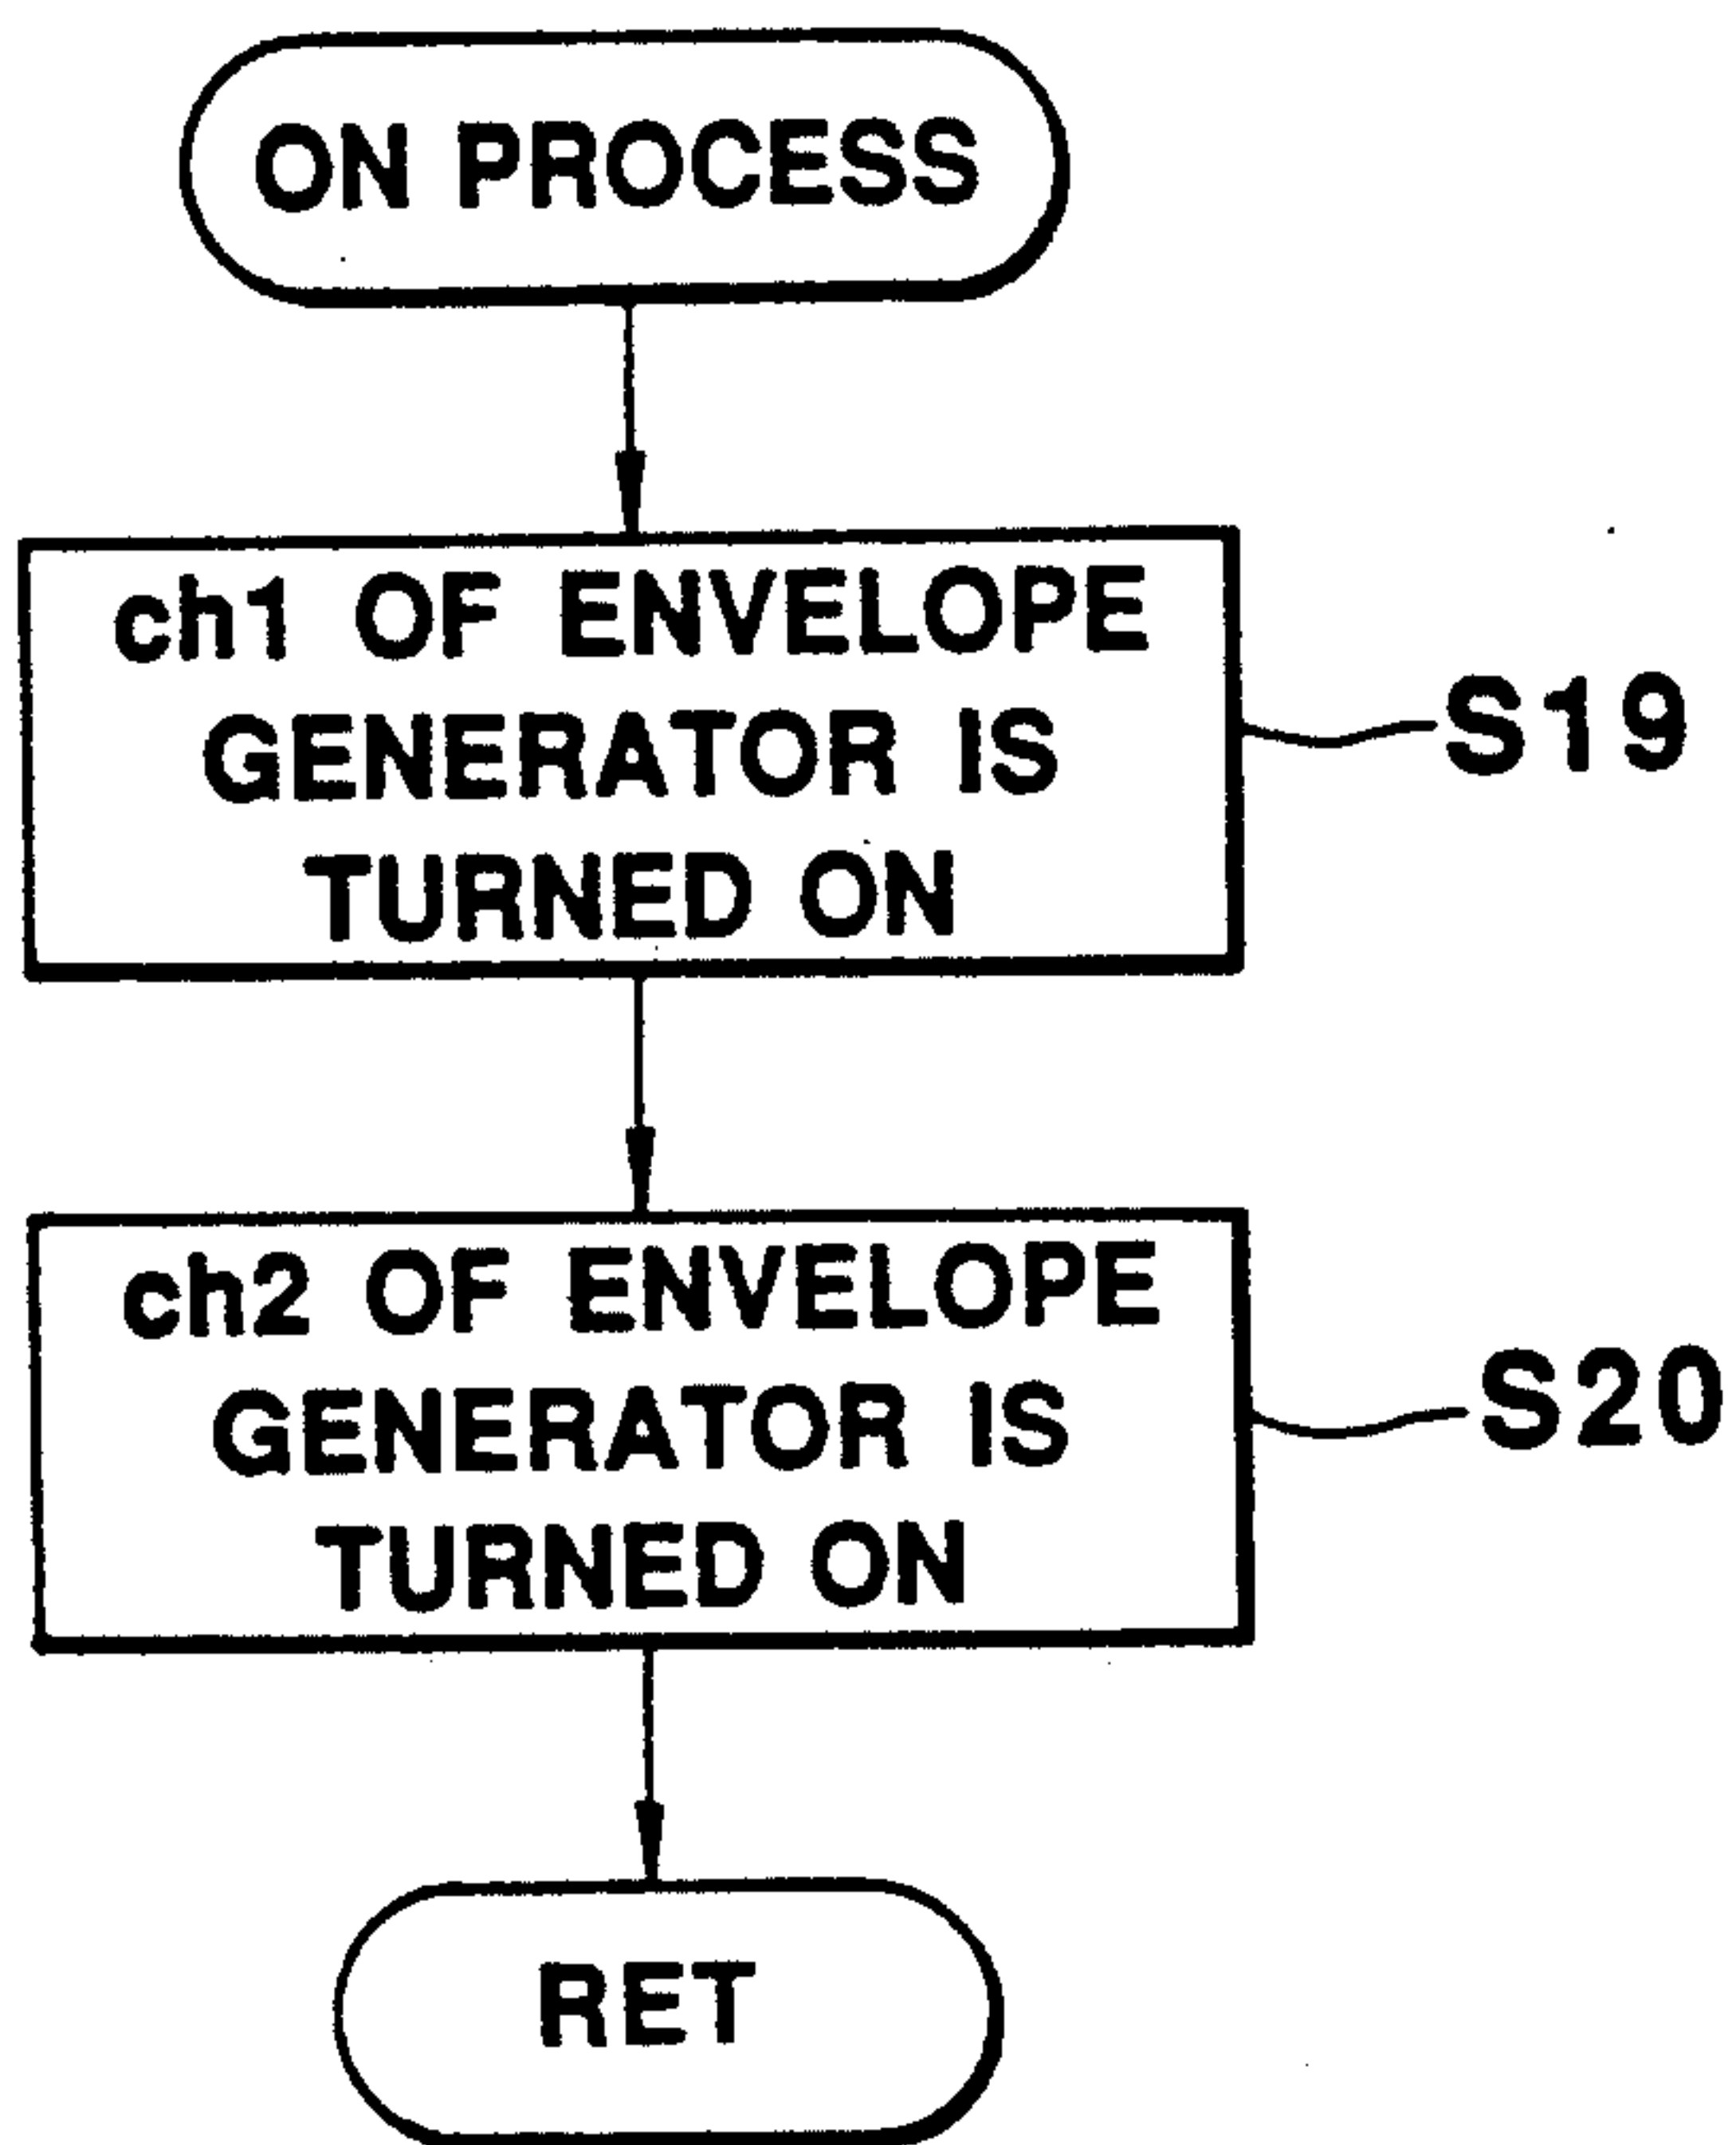 ON PROCESS
ch1 OF ENVELOPE
GENERATOR IS
TURNED ON
S19
ch2 OF ENVELOPE
GENERATOR IS
TURNED ON
S20
RET